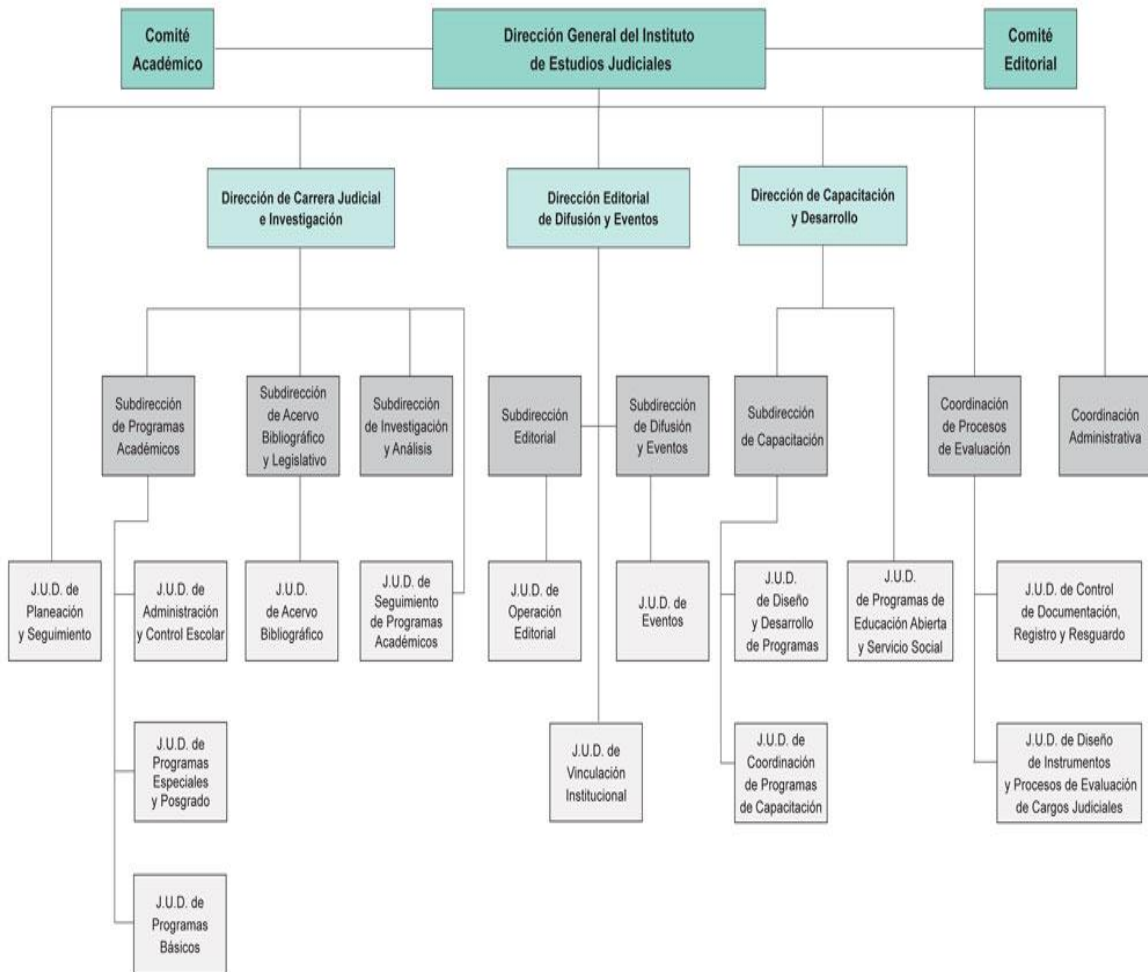 Comité
Académico
Dirección General del Instituto
de Estudios Judiciales
Comité
Editorial
Dirección de Carrera Judicial
e Investigación
Dirección Editorial
de Difusión y Eventos
Dirección de Capacitación
y Desarrollo
Subdirección
de Programas
Académicos
Subdirección
de Acervo
Bibliográfico
y Legislativo
Subdirección
de Investigación
y Análisis
Subdirección
Editorial
Subdirección
de Difusión
y Eventos
Subdirección
de Capacitación
Coordinación
de Procesos
de Evaluación
Coordinación
Administrativa
J.U.D. de
Planeación
y Seguimiento
J.U.D. de
Administración
y Control Escolar
J.U.D.
de Acervo
Bibliográfico
J.U.D. de
Seguimiento
de Programas
Académicos
J.U.D. de
Operación
Editorial
J.U.D. de
Eventos
J.U.D.
de Diseño
y Desarrollo
de Programas
J.U.D.
de Programas de
Educación Abierta
y Servicio Social
J.U.D. de Control
de Documentación,
Registro y Resguardo
J.U.D. de
Programas
Especiales
y Posgrado
J.U.D. de
Vinculación
Institucional
J.U.D. de
Coordinación
de Programas
de Capacitación
J.U.D. de Diseño
de Instrumentos
y Procesos de Evaluación
de Cargos Judiciales
J.U.D. de
Programas
Básicos